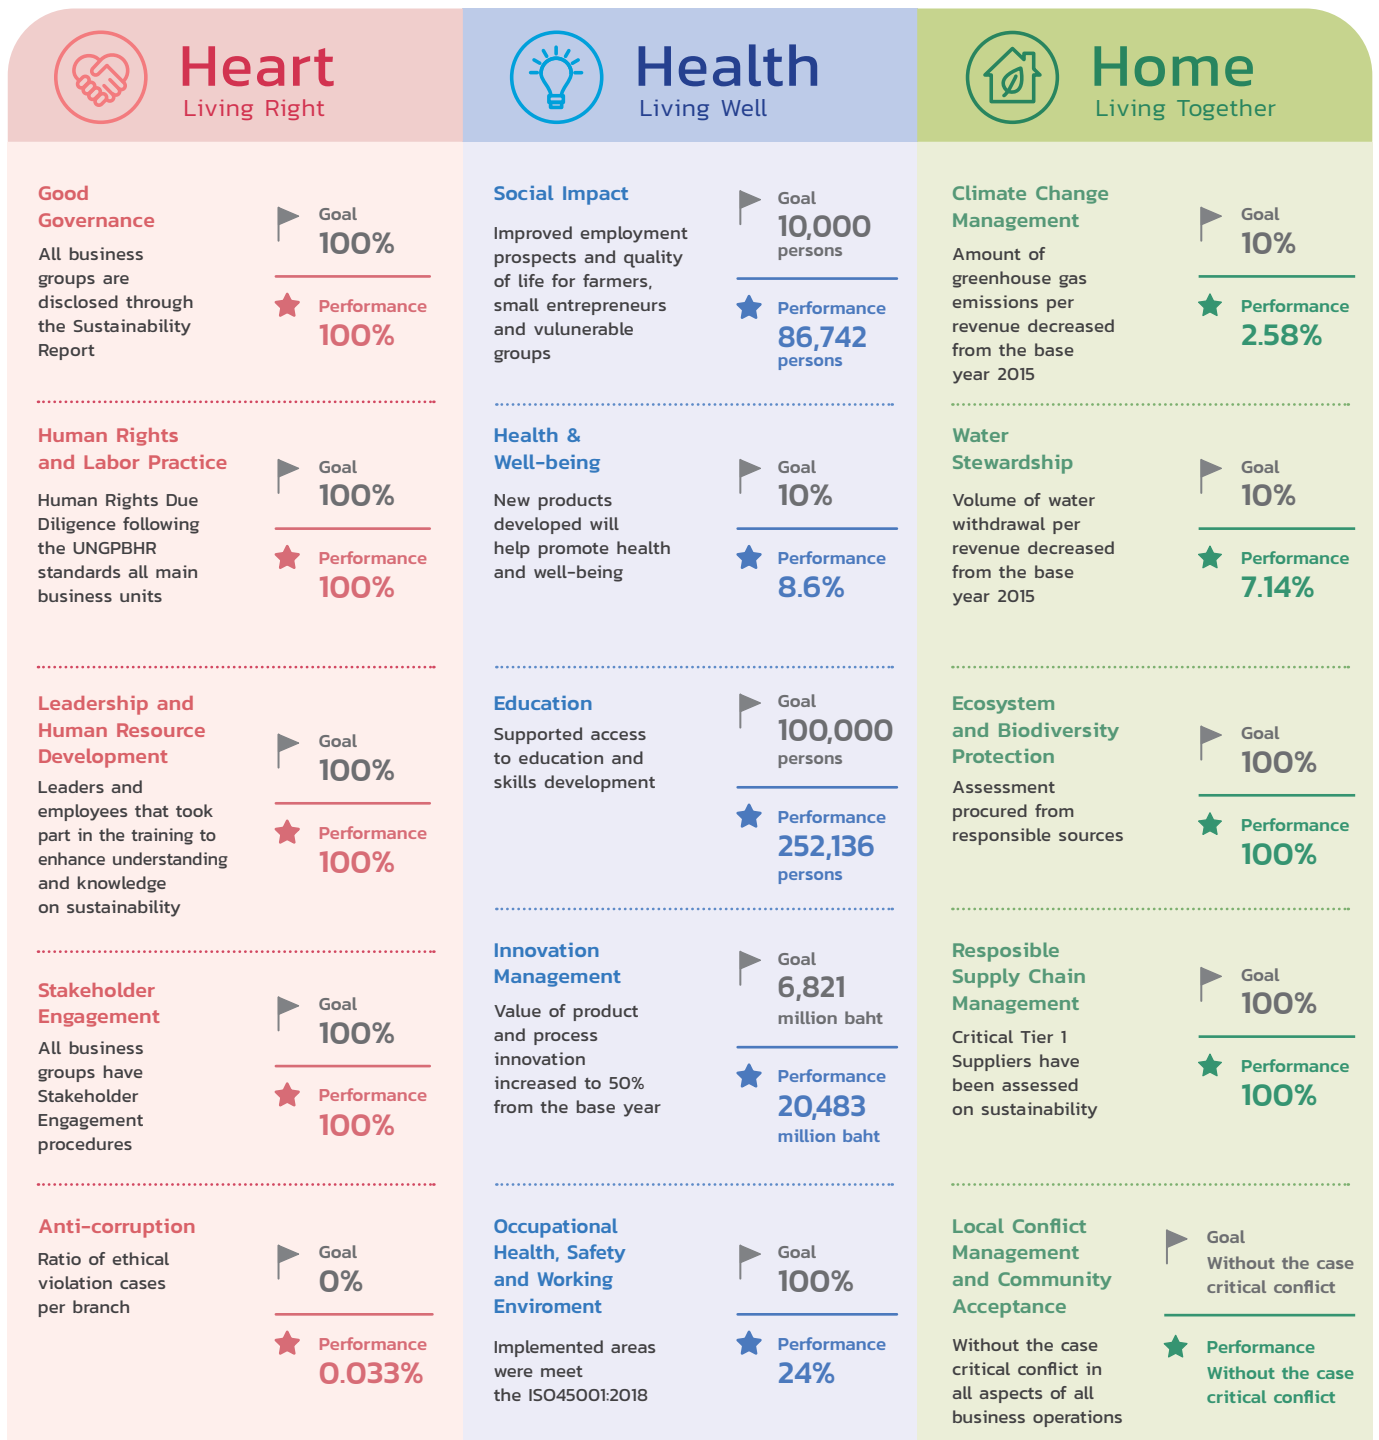 Heart
Living Right
Good
Governance
All business
groups are
disclosed through
the Sustainability
Report
Goal
100%
Performance
100%
Human Rights
and Labor Practice
Human Rights Due
Diligence following
the UNGPBHR
standards all main
business units
Goal
100%
Performance
100%
Leadership and
Human Resource
Development
Leaders and
employees that took
part in the training to
enhance understanding
and knowledge
on sustainability
Goal
100%
Performance
100%
Stakeholder
Engagement
All business
groups have
Stakeholder
Engagement
procedures
Goal
100%
Performance
100%
Anti-corruption
Ratio of ethical
violation cases
per branch
Goal
0%
Performance
0.033%
Health
Living Well
Social Impact
Improved employment
prospects and quality
of life for farmers,
small entrepreneurs
and vulunerable
groups
Goal
10,000
persons
Performance
86,742
persons
Health &
Well-being
New products
developed will
help promote health
and well-being
Goal
10%
Performance
8.6%
Education
Supported access
to education and
skills development
Goal
100,000
persons
Performance
252,136
persons
Innovation
Management
Value of product
and process
innovation
increased to 50%
from the base year
Goal
6,821
million baht
Performance
20,483
million baht
Occupational
Health, Safety
and Working
Enviroment
Implemented areas
were meet
the ISO45001:2018
Goal
100%
Performance
24%
Home
Living Together
Climate Change
Management
Amount of
greenhouse gas
emissions per
revenue decreased
from the base
year 2015
Goal
10%
Performance
2.58%
Water
Stewardship
Volume of water
withdrawal per
revenue decreased
from the base
year 2015
Goal
10%
Performance
7.14%
Ecosystem
and Biodiversity
Protection
Assessment
procured from
responsible sources
Goal
100%
Performance
100%
Resposible
Supply Chain
Management
Critical Tier 1
Suppliers have
been assessed
on sustainability
Goal
100%
Performance
100%
Local Conflict
Management
and Community
Acceptance
Without the case
critical conflict in
all aspects of all
business operations
Goal
Without the case
critical conflict
Performance
Without the case
critical conflict